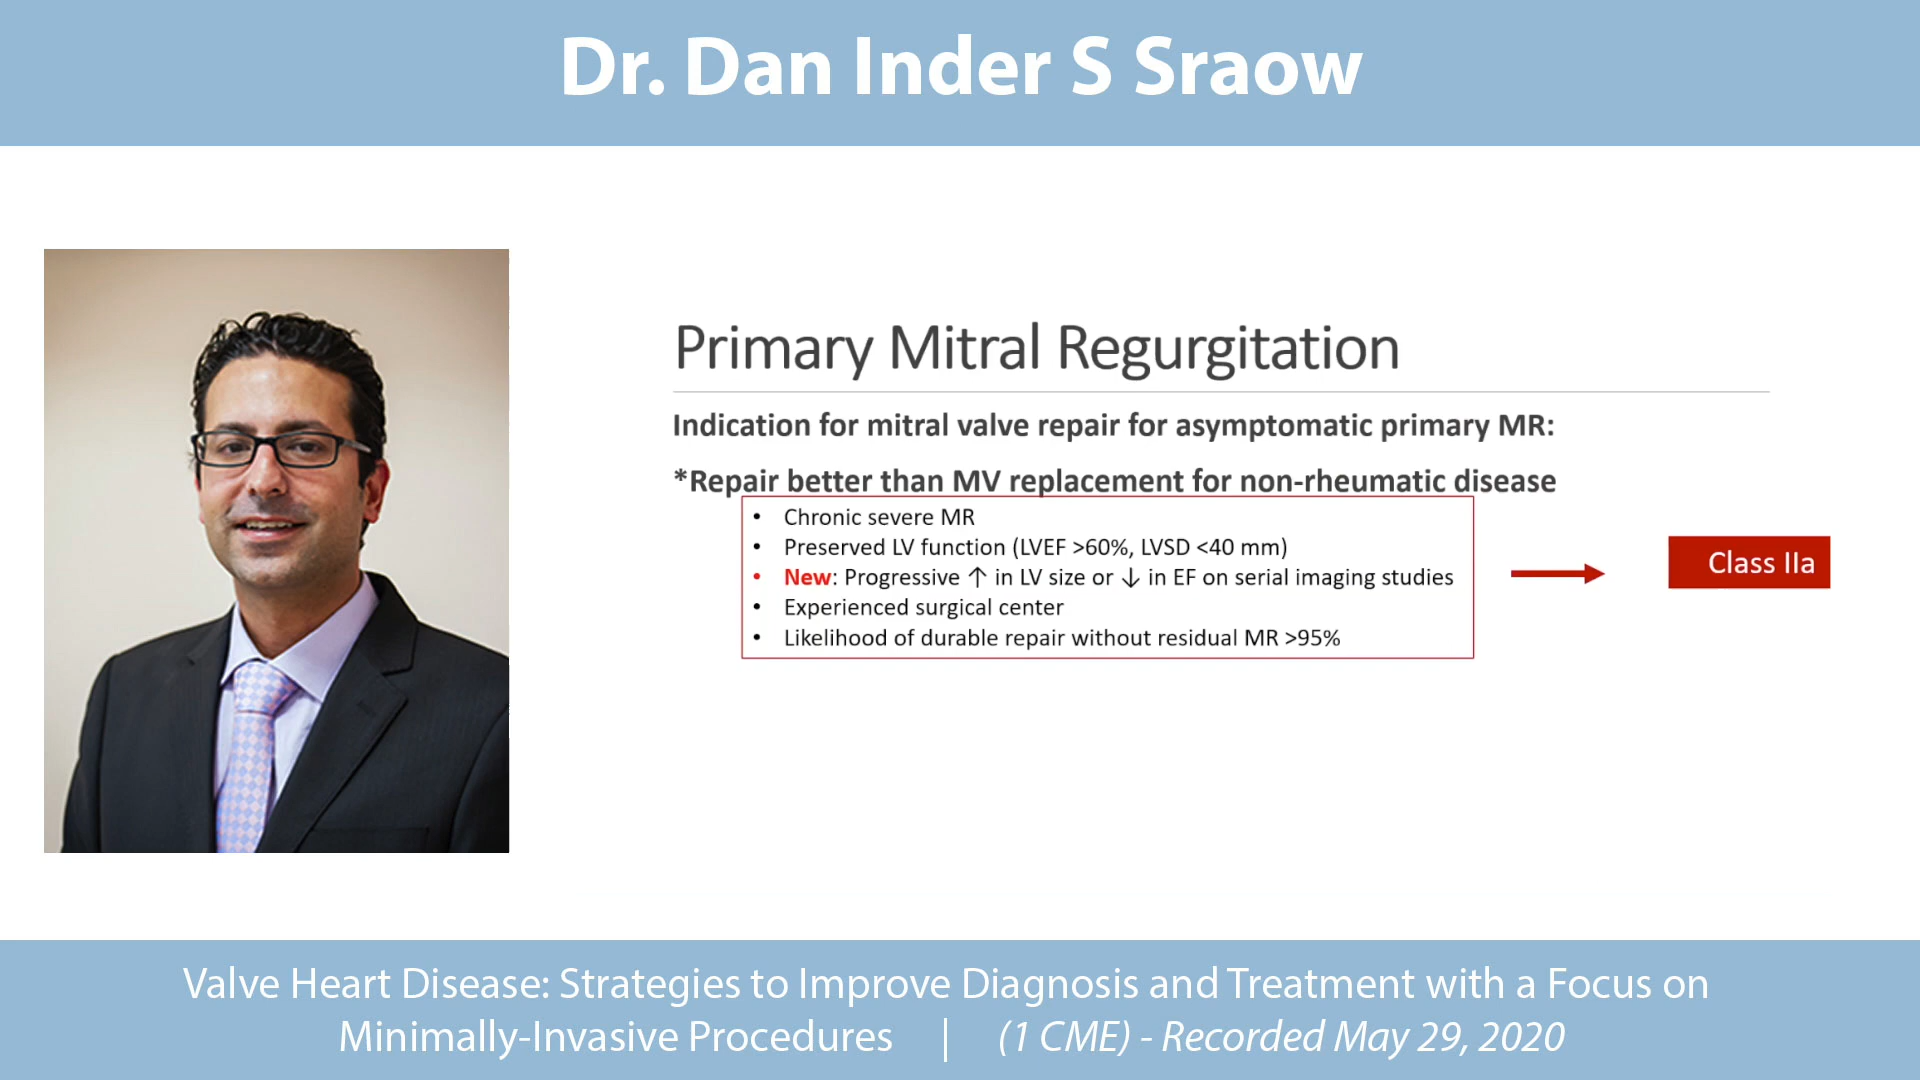 Dr. Dan Inder S Sraow
Primary Mitral Regurgitation
Indication for mitral valve repair for asymptomatic primary MR:
*Repair better than MV replacement for non-rheumatic disease
• Chronic severe MR
• Preserved LV function (LVEF >60%, LVSD <40 mm)
• New: Progressive ↑ in LV size or ↓ in EF on serial imaging studies
• Experienced surgical center
• Likelihood of durable repair without residual MR >95%
Class IIa
Valve Heart Disease: Strategies to Improve Diagnosis and Treatment with a Focus on
Minimally-Invasive Procedures | (1 CME) - Recorded May 29, 2020